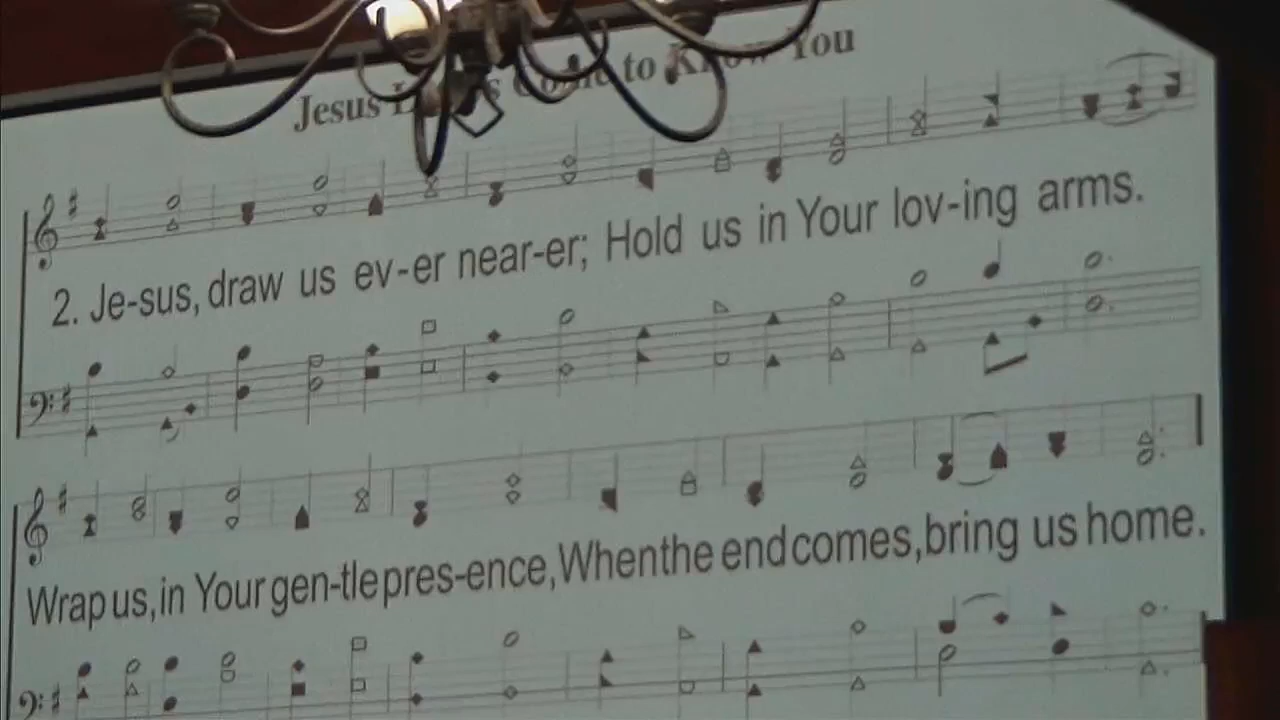 Jesus to Know You
2. Je-sus, draw us ev-er near-er; Hold us in Your lov-ing arms.
Wrap us, in Your gen-tle pres-ence, When the end comes, bring us home.